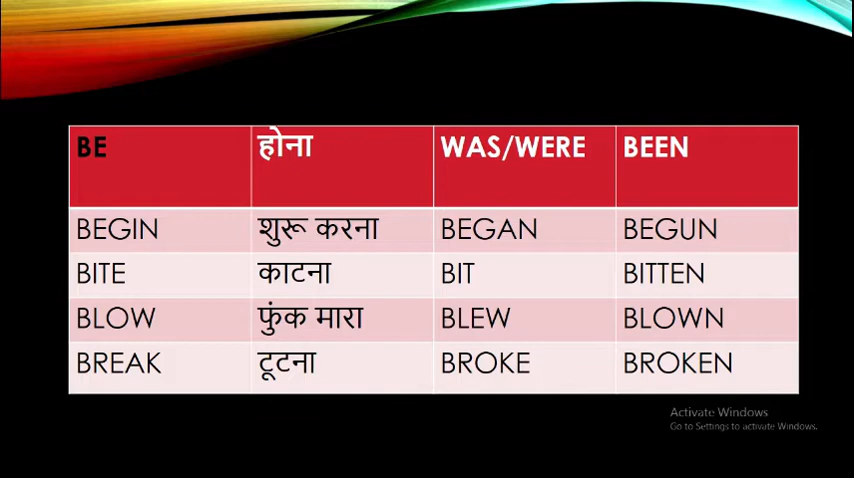 BE होना WAS/WERE BEEN
BEGIN शुरू करना BEGAN BEGUN
BITE काटना BIT BITTEN
BLOW फुंक मारा BLEW BLOWN
BREAK टूटना BROKE BROKEN
Activate Windows
Go to Settings to activate Windows.